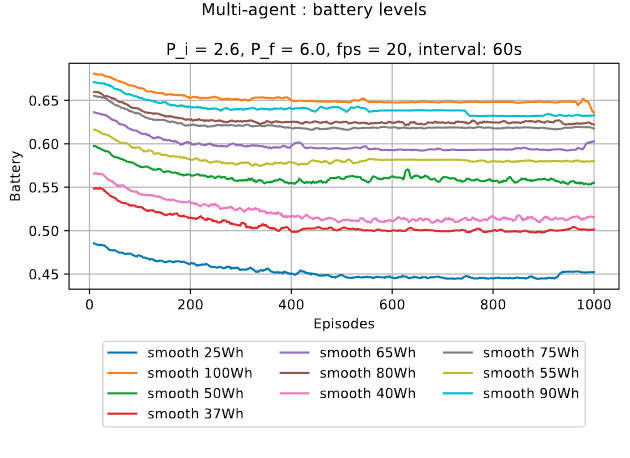 Multi-agent : battery levels
P_i = 2.6, P_f = 6.0, fps = 20, interval: 60s
0.65
0.60
0.55
0.50
0.45
Battery
0 200 400 600 800 1000
Episodes
smooth 25Wh smooth 65Wh smooth 75Wh
smooth 100Wh smooth 80Wh smooth 55Wh
smooth 50Wh smooth 40Wh smooth 90Wh
smooth 37Wh